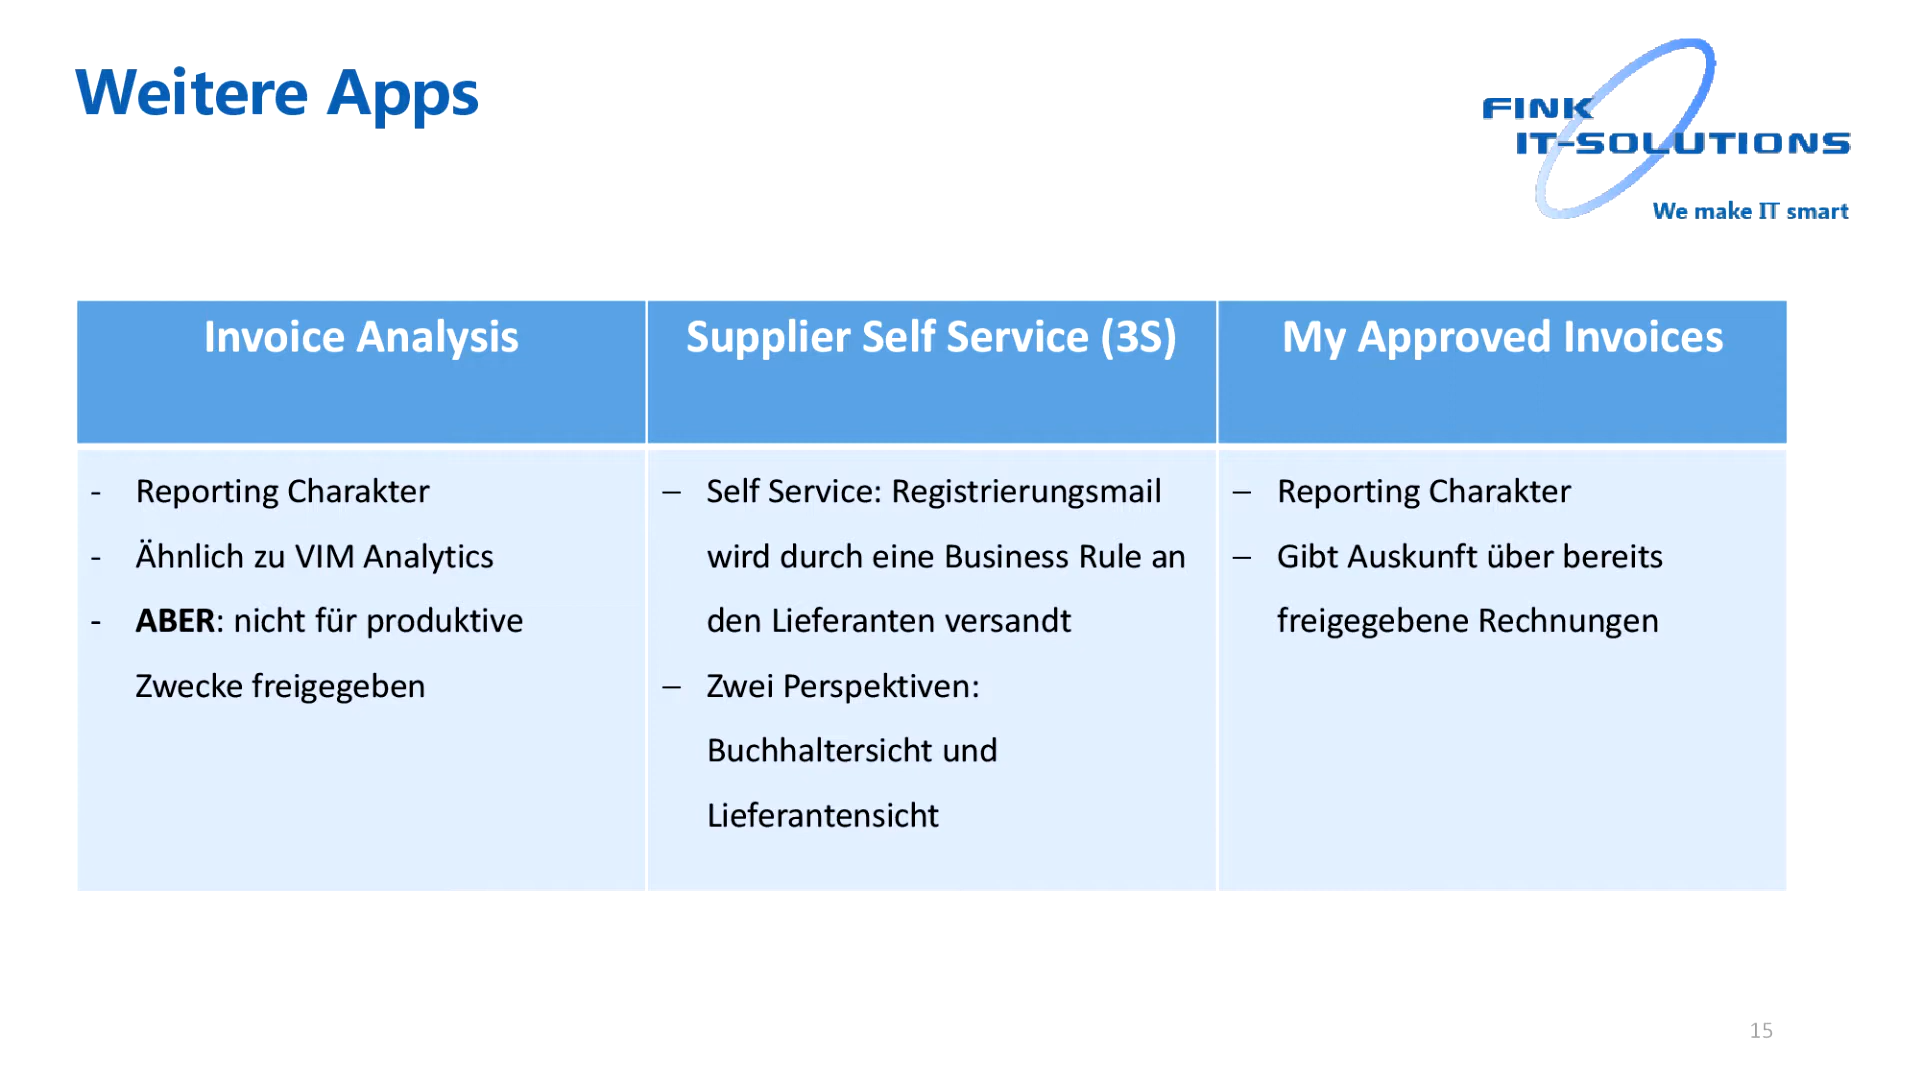 Weitere Apps
FINK
IT-SOLUTIONS
We make IT smart
Invoice Analysis
Supplier Self Service (3S)
My Approved Invoices
- Reporting Charakter
- Ähnlich zu VIM Analytics
- ABER: nicht für produktive
Zwecke freigegeben
– Self Service: Registrierungsmail
wird durch eine Business Rule an
den Lieferanten versandt
– Zwei Perspektiven:
Buchhaltersicht und
Lieferantensicht
– Reporting Charakter
– Gibt Auskunft über bereits
freigegebene Rechnungen
15